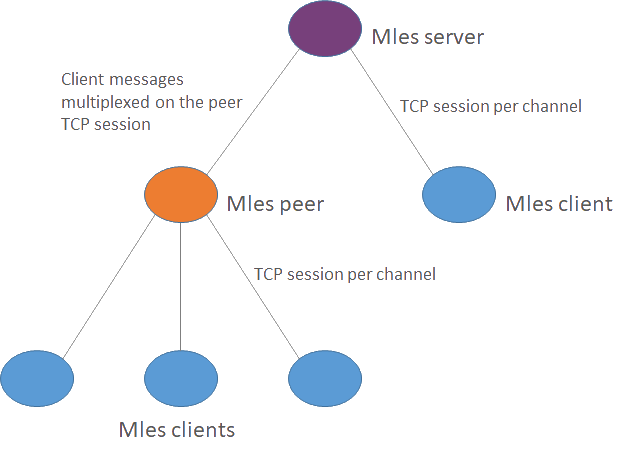 Mles server
Client messages
multiplexed on the peer
TCP session
TCP session per channel
Mles peer
Mles client
TCP session per channel
Mles clients